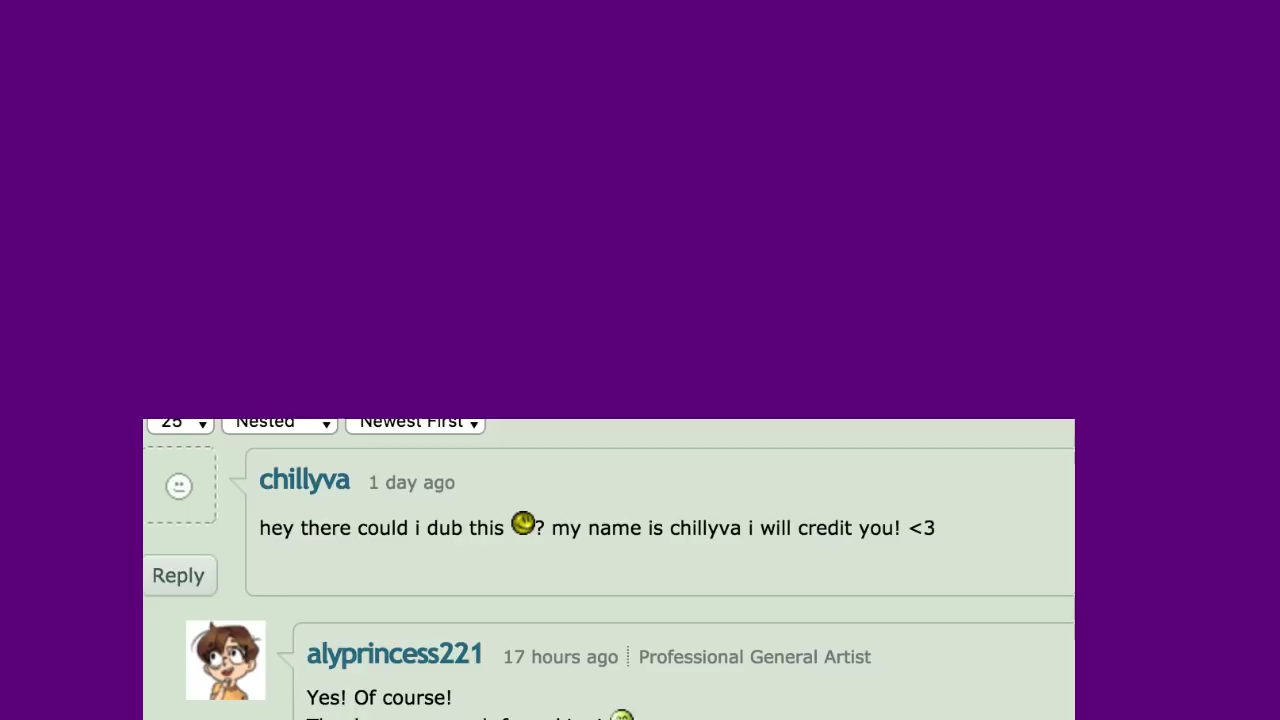 25 Nested Newest First
chillyva 1 day ago
hey there could i dub this ? my name is chillyva i will credit you! <3
Reply
alyprincess221 17 hours ago Professional General Artist
Yes! Of course!